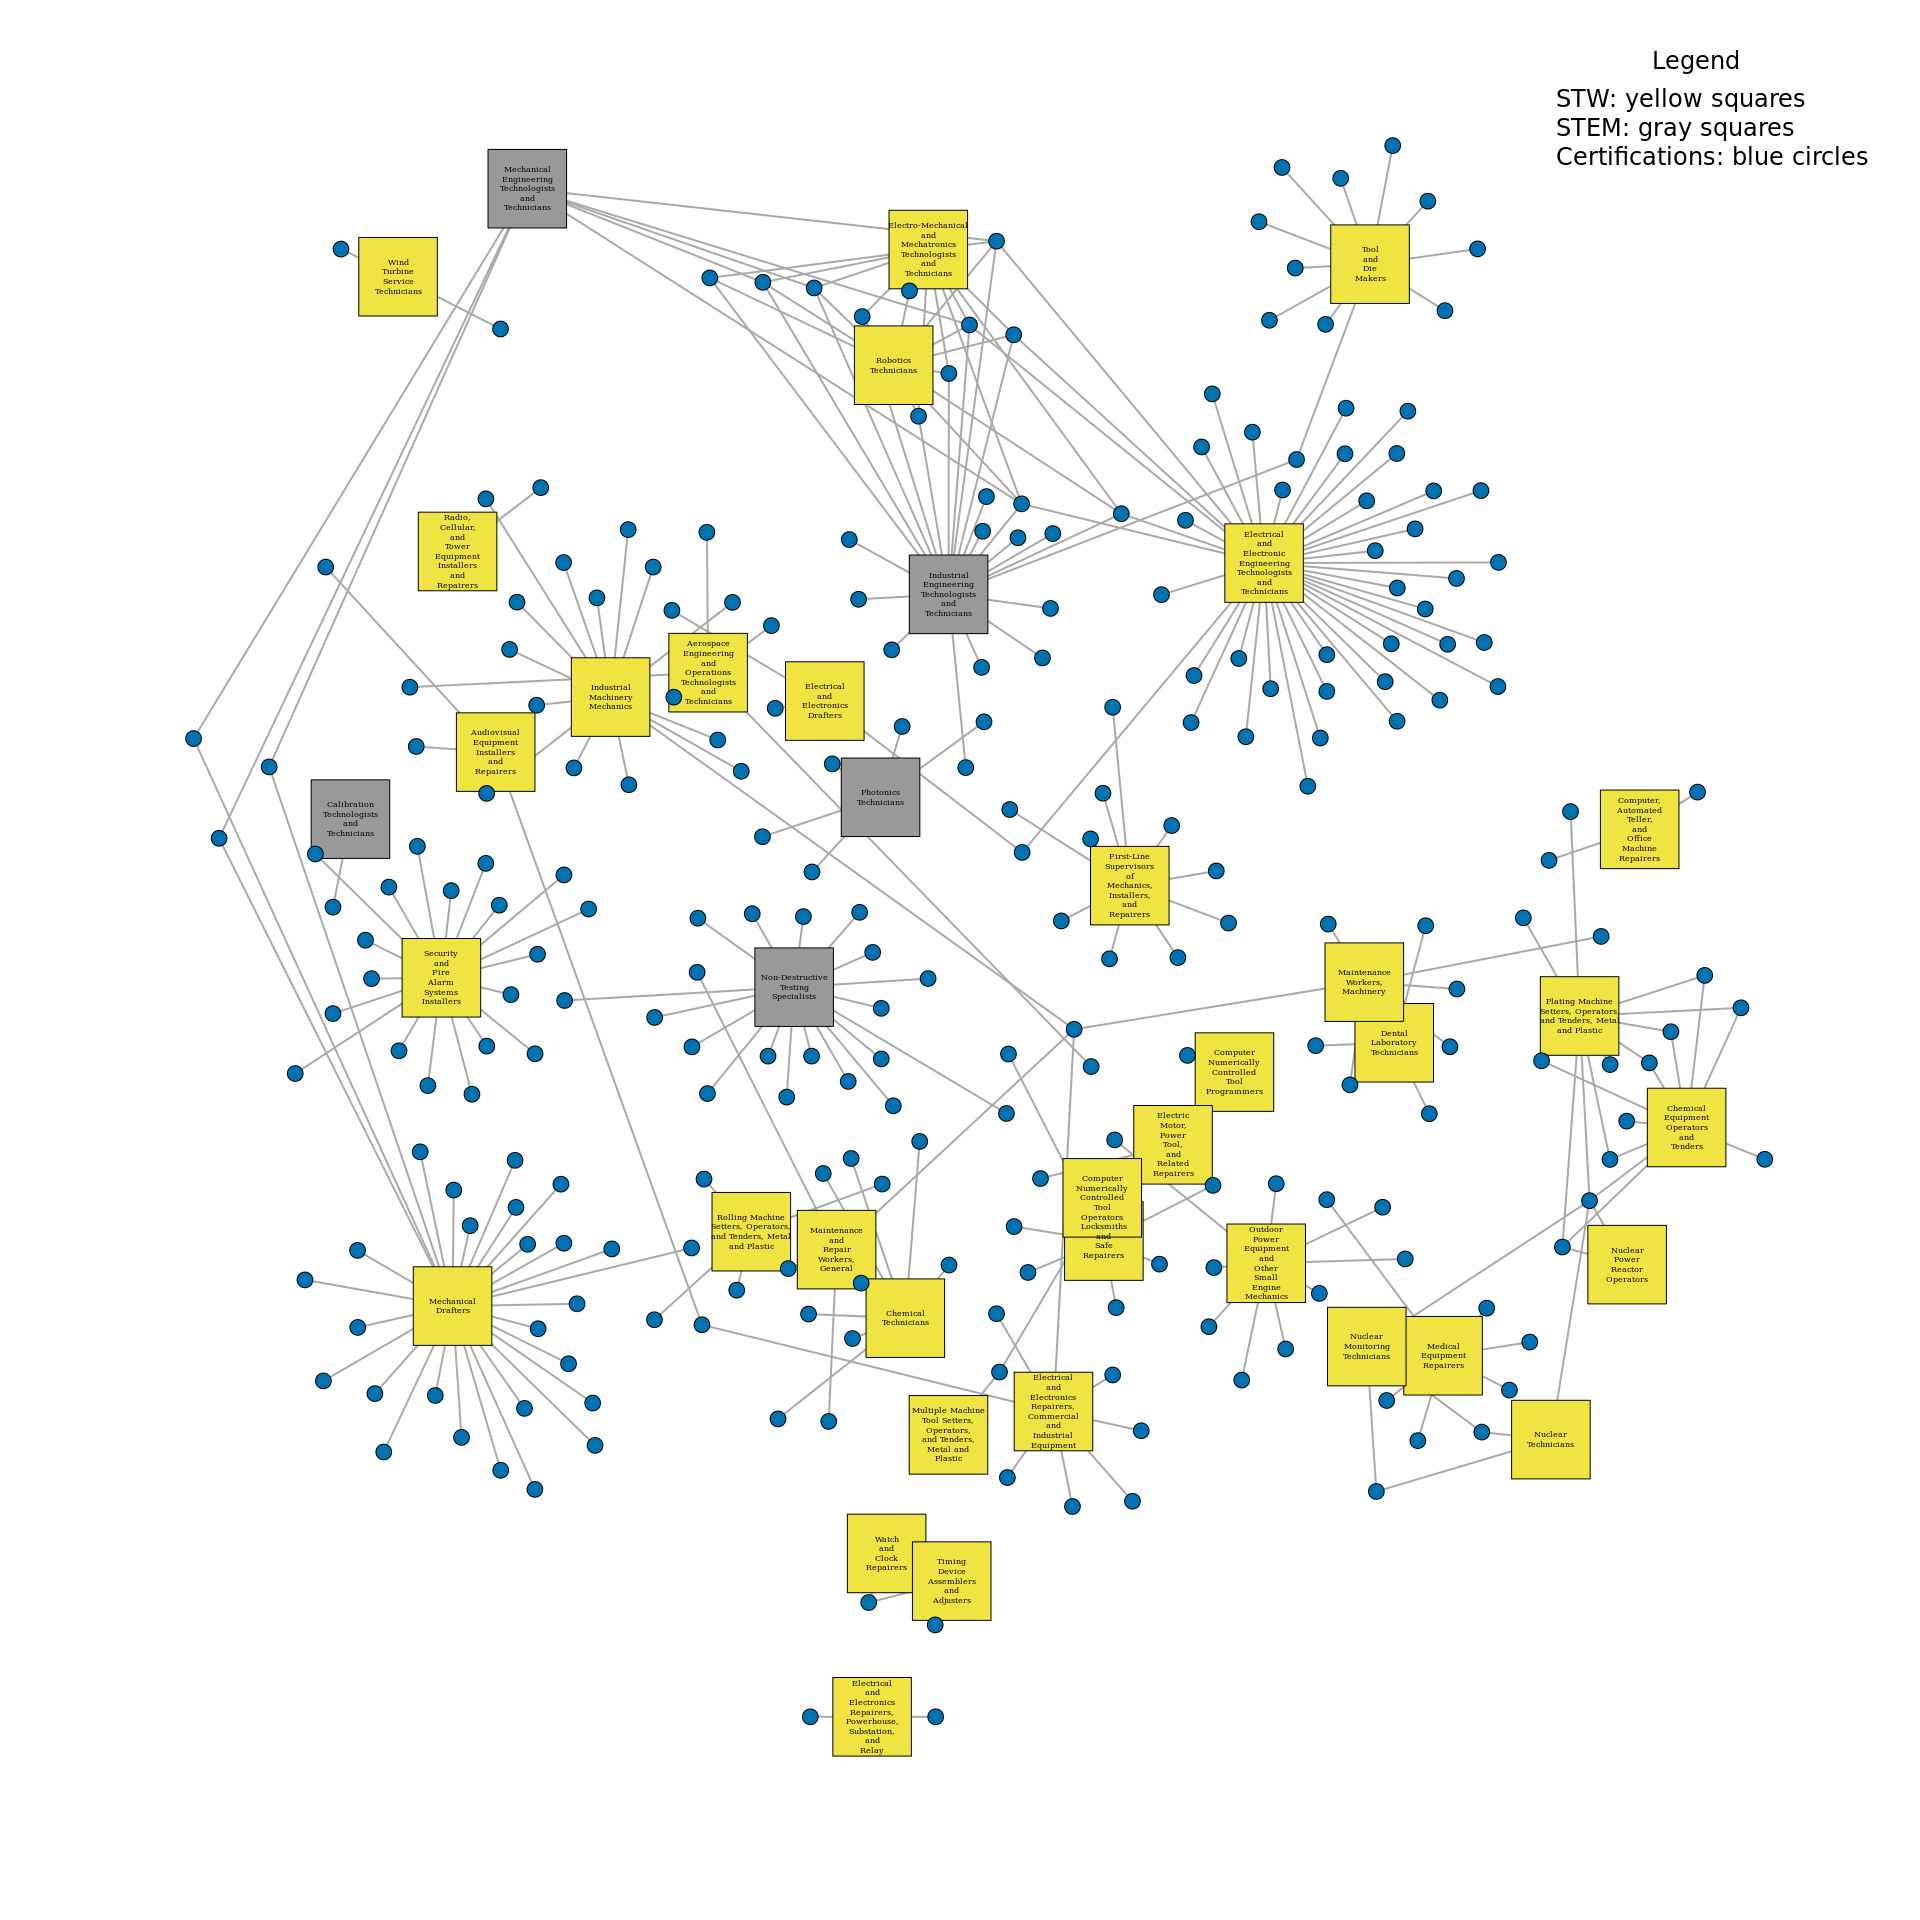 Legend
STW: yellow squares
STEM: gray squares
Certifications: blue circles
Mechanical
Engineering
Technologists
and
Technicians
Wind
Turbine
Service
Technicians
Electro-Mechanical
and
Mechatronics
Technologists
and
Technicians
Tool
and
Die
Makers
Robotics
Technicians
Radio,
Cellular,
and
Tower
Equipment
Installers
and
Repairers
Industrial
Engineering
Technologists
and
Technicians
Electrical
and
Electronic
Engineering
Technologists
and
Technicians
Industrial
Machinery
Mechanics
Aerospace
Engineering
and
Operations
Technologists
and
Technicians
Electrical
and
Electronics
Drafters
Audiovisual
Equipment
Installers
and
Repairers
Calibration
Technologists
and
Technicians
Photonics
Technicians
First-Line
Supervisors
of
Mechanics,
Installers,
and
Repairers
Computer,
Automated
Teller,
and
Office
Machine
Repairers
Security
and
Fire
Alarm
Systems
Installers
Non-Destructive
Testing
Specialists
Maintenance
Workers,
Machinery
Dental
Laboratory
Technicians
Plating Machine
Setters, Operators,
and Tenders, Metal
and Plastic
Computer
Numerically
Controlled
Tool
Programmers
Electric
Motor,
Power
Tool,
and
Related
Repairers
Chemical
Equipment
Operators
and
Tenders
Computer
Numerically
Controlled
Tool
Operators
Locksmiths
and
Safe
Repairers
Rolling Machine
Setters, Operators,
and Tenders, Metal
and Plastic
Maintenance
and
Repair
Workers,
General
Chemical
Technicians
Outdoor
Power
Equipment
and
Other
Small
Engine
Mechanics
Nuclear
Power
Reactor
Operators
Mechanical
Drafters
Nuclear
Monitoring
Technicians
Medical
Equipment
Repairers
Multiple Machine
Tool Setters,
Operators,
and Tenders,
Metal and
Plastic
Electrical
and
Electronics
Repairers,
Commercial
and
Industrial
Equipment
Nuclear
Technicians
Watch
and
Clock
Repairers
Timing
Device
Assemblers
and
Adjusters
Electrical
and
Electronics
Repairers,
Powerhouse,
Substation,
and
Relay